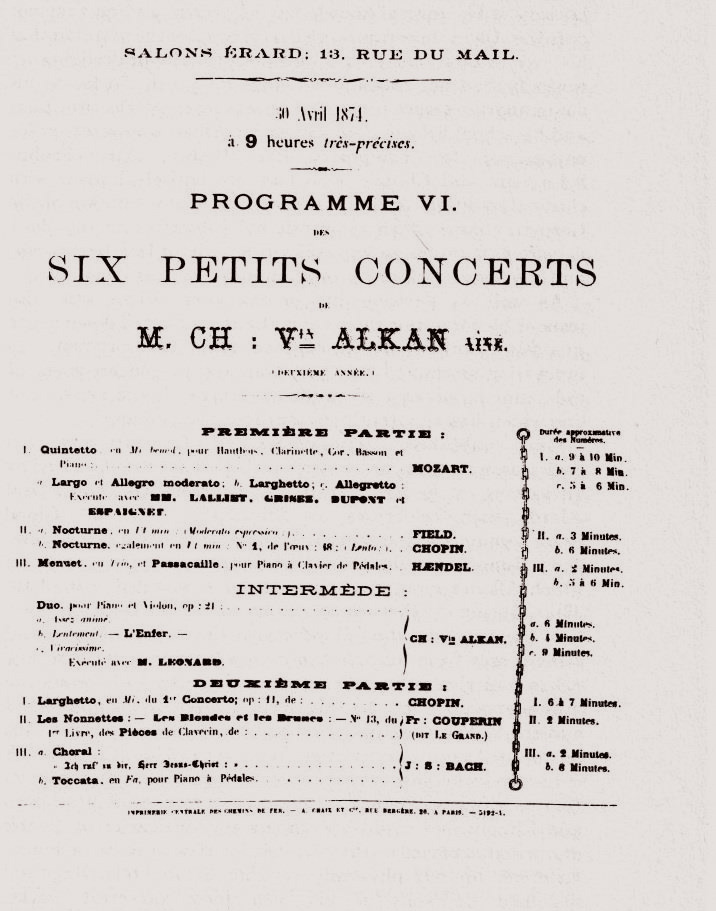 SALONS ÉRARD; 13, RUE DU MAIL.
30 Avril 1874.
à 9 heures très-précises.
PROGRAMME VI.
DES
SIX PETITS CONCERTS
DE
M. CH : Vin ALKAN AINÉ.
(DEUXIÈME ANNÉE.)
PREMIÈRE PARTIE :
Durée approximative
des Numéros.
I. Quintetto, en Mi bémol, pour Hautbois, Clarinette, Cor, Basson et
Piano : . . . . . . . . . . MOZART.
I. a. 9 à 10 Min.
b. 7 à 8 Min.
a. Largo et Allegro moderato; b. Larghetto; c. Allegretto :
c. 5 à 6 Min.
Exécuté avec MM. LALLIET, GRISEZ, DUPONT et
ESPAIGNET.
II. a. Nocturne, en Ut min : (Moderato espressivo). . . . FIELD.
II. a. 3 Minutes.
b. Nocturne, également en Ut min : No 1, de l'œuv : 48 : (Lento). . . CHOPIN.
b. 6 Minutes.
III. Menuet, en Trio, et Passacaille, pour Piano à Clavier de Pédales. . HÆNDEL.
III. a. 2 Minutes.
b. 5 à 6 Min.
INTERMÈDE :
Duo, pour Piano et Violon, op : 21 : . . . . . . . . . .
a. Assez animé.
b. Lentement. — L'Enfer. —
c. Vivacissime.
CH : Vin ALKAN.
a. 6 Minutes.
b. 4 Minutes.
c. 9 Minutes.
Exécuté avec M. LEONARD.
DEUXIÈME PARTIE :
I. Larghetto, en Mi, du 1er Concerto; op : 11, de : . . . . . . . CHOPIN.
I. 6 à 7 Minutes.
II. Les Nonnettes : — Les Blondes et les Brunes : — No 13, du Fr : COUPERIN
II. 2 Minutes.
1er Livre, des Pièces de Clavecin, de : . . . . . . . . . (DIT LE GRAND.)
III. a. Choral :
III. a. 2 Minutes.
« Ich ruf' zu dir, Herr Jesus-Christ : » . . . . . . . . J : S : BACH.
b. 8 Minutes.
b. Toccata, en Fa, pour Piano à Pédales. . . . . . . . .
IMPRIMERIE CENTRALE DES CHEMINS DE FER. — A. CHAIX ET Cie, RUE BERGÈRE, 20, A PARIS. — 5192-4.